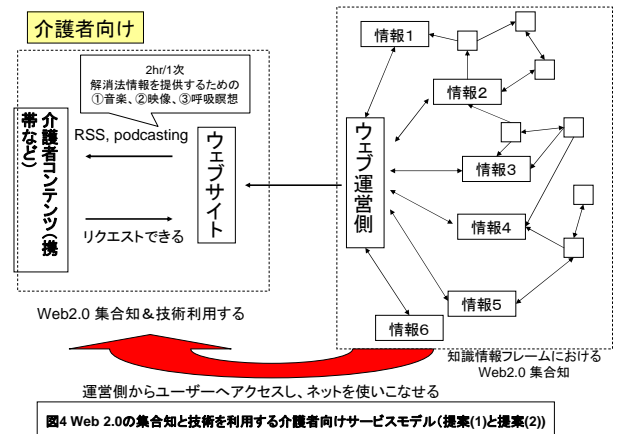 介護者向け
2hr/1次
解消法情報を提供するための
①音楽、②映像、③呼吸瞑想
介護者コンテンツ（携
帯など）
RSS, podcasting
リクエストできる
ウェブサイト
Web2.0 集合知＆技術利用する
ウェブ運営側
情報1
情報2
情報3
情報4
情報5
情報6
知識情報フレームにおける
Web2.0 集合知
運営側からユーザーへアクセスし、ネットを使いこなせる
図4 Web 2.0の集合知と技術を利用する介護者向けサービスモデル（提案(1)と提案(2)）